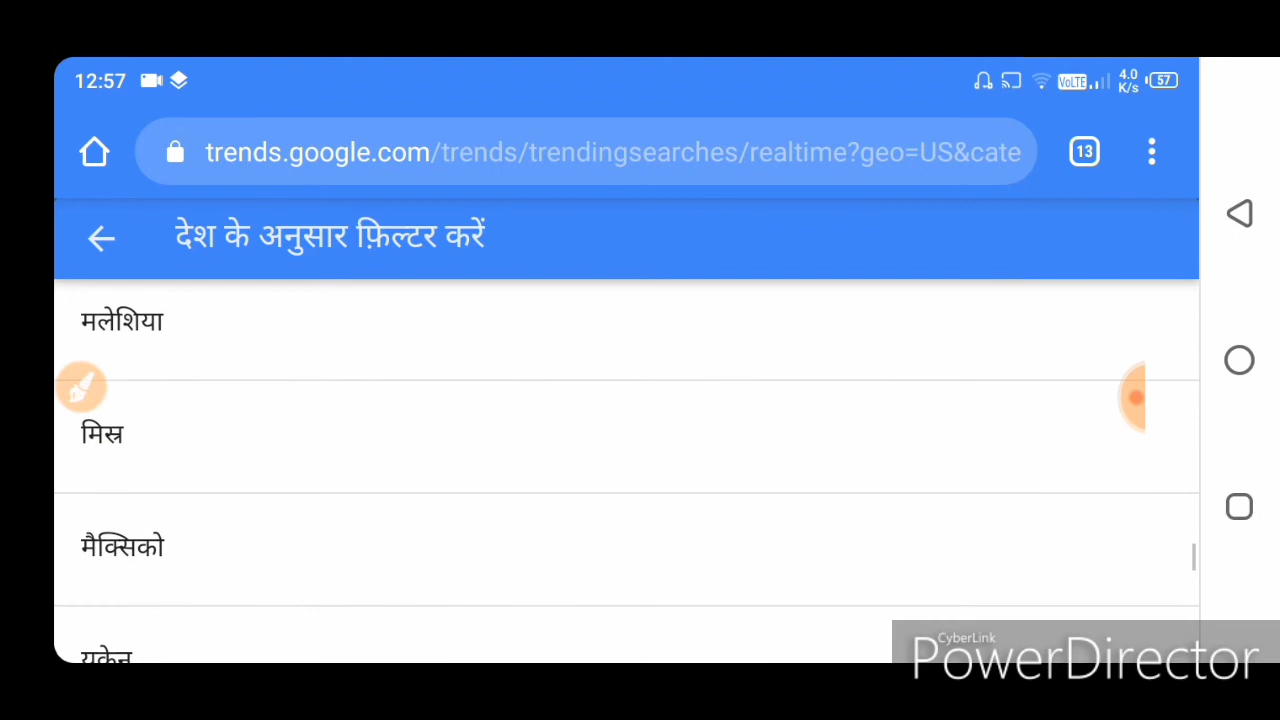 12:57
VoLTE 4.0 K/s 57
trends.google.com/trends/trendingsearches/realtime?geo=US&cate
13
देश के अनुसार फ़िल्टर करें
मलेशिया
मिस्र
मैक्सिको
यूक्रेन
CyberLink
PowerDirector